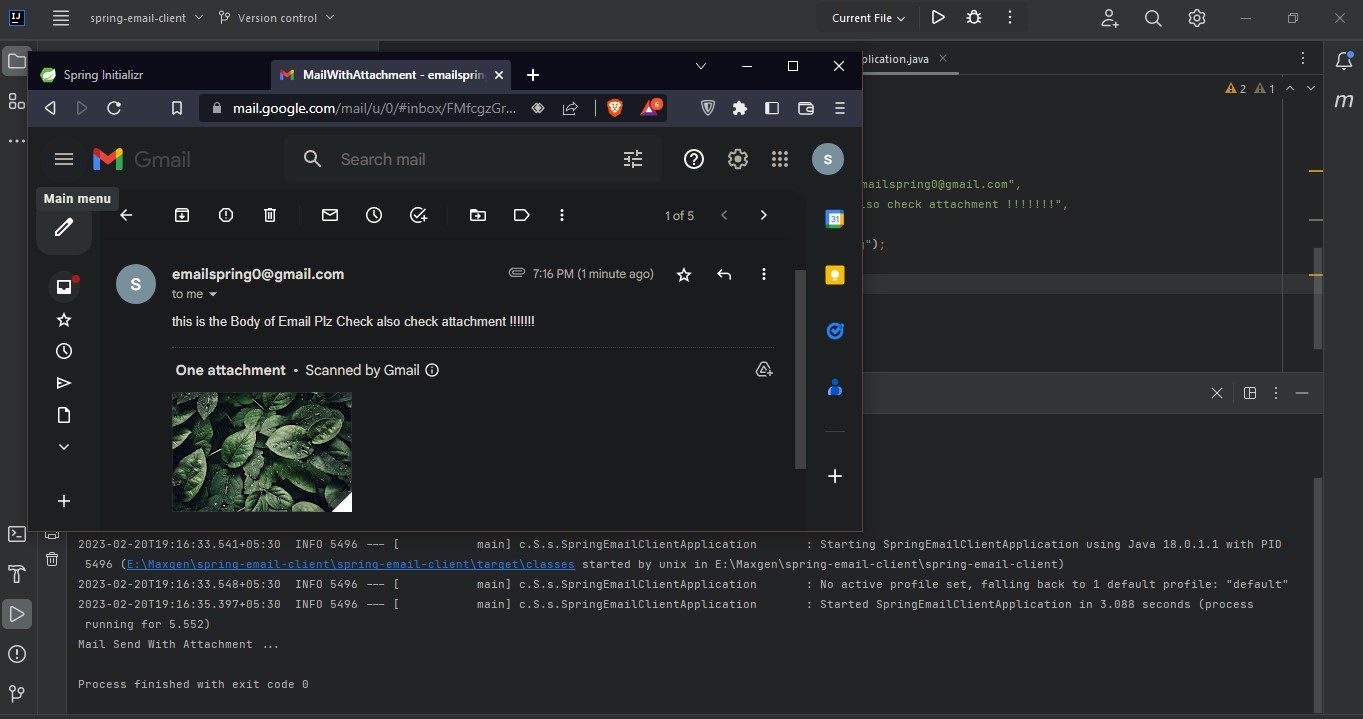 spring-email-client
Version control
Current File
plication.java
2
1
Spring Initializr
MailWithAttachment - emailsprin
mail.google.com/mail/u/0/#inbox/FMfcgzGr...
6
Gmail
Search mail
S
Main menu
1 of 5
31
S
emailspring0@gmail.com
7:16 PM (1 minute ago)
to me
this is the Body of Email Plz Check also check attachment !!!!!!!
One attachment • Scanned by Gmail
mailspring0@gmail.com",
lso check attachment !!!!!!!",
");
m
2023-02-20T19:16:33.541+05:30  INFO 5496 --- [           main] c.S.s.SpringEmailClientApplication       : Starting SpringEmailClientApplication using Java 18.0.1.1 with PID
5496 (E:\Maxgen\spring-email-client\spring-email-client\target\classes started by unix in E:\Maxgen\spring-email-client\spring-email-client)
2023-02-20T19:16:33.548+05:30  INFO 5496 --- [           main] c.S.s.SpringEmailClientApplication       : No active profile set, falling back to 1 default profile: "default"
2023-02-20T19:16:35.397+05:30  INFO 5496 --- [           main] c.S.s.SpringEmailClientApplication       : Started SpringEmailClientApplication in 3.088 seconds (process
running for 5.552)
Mail Send With Attachment ...
Process finished with exit code 0